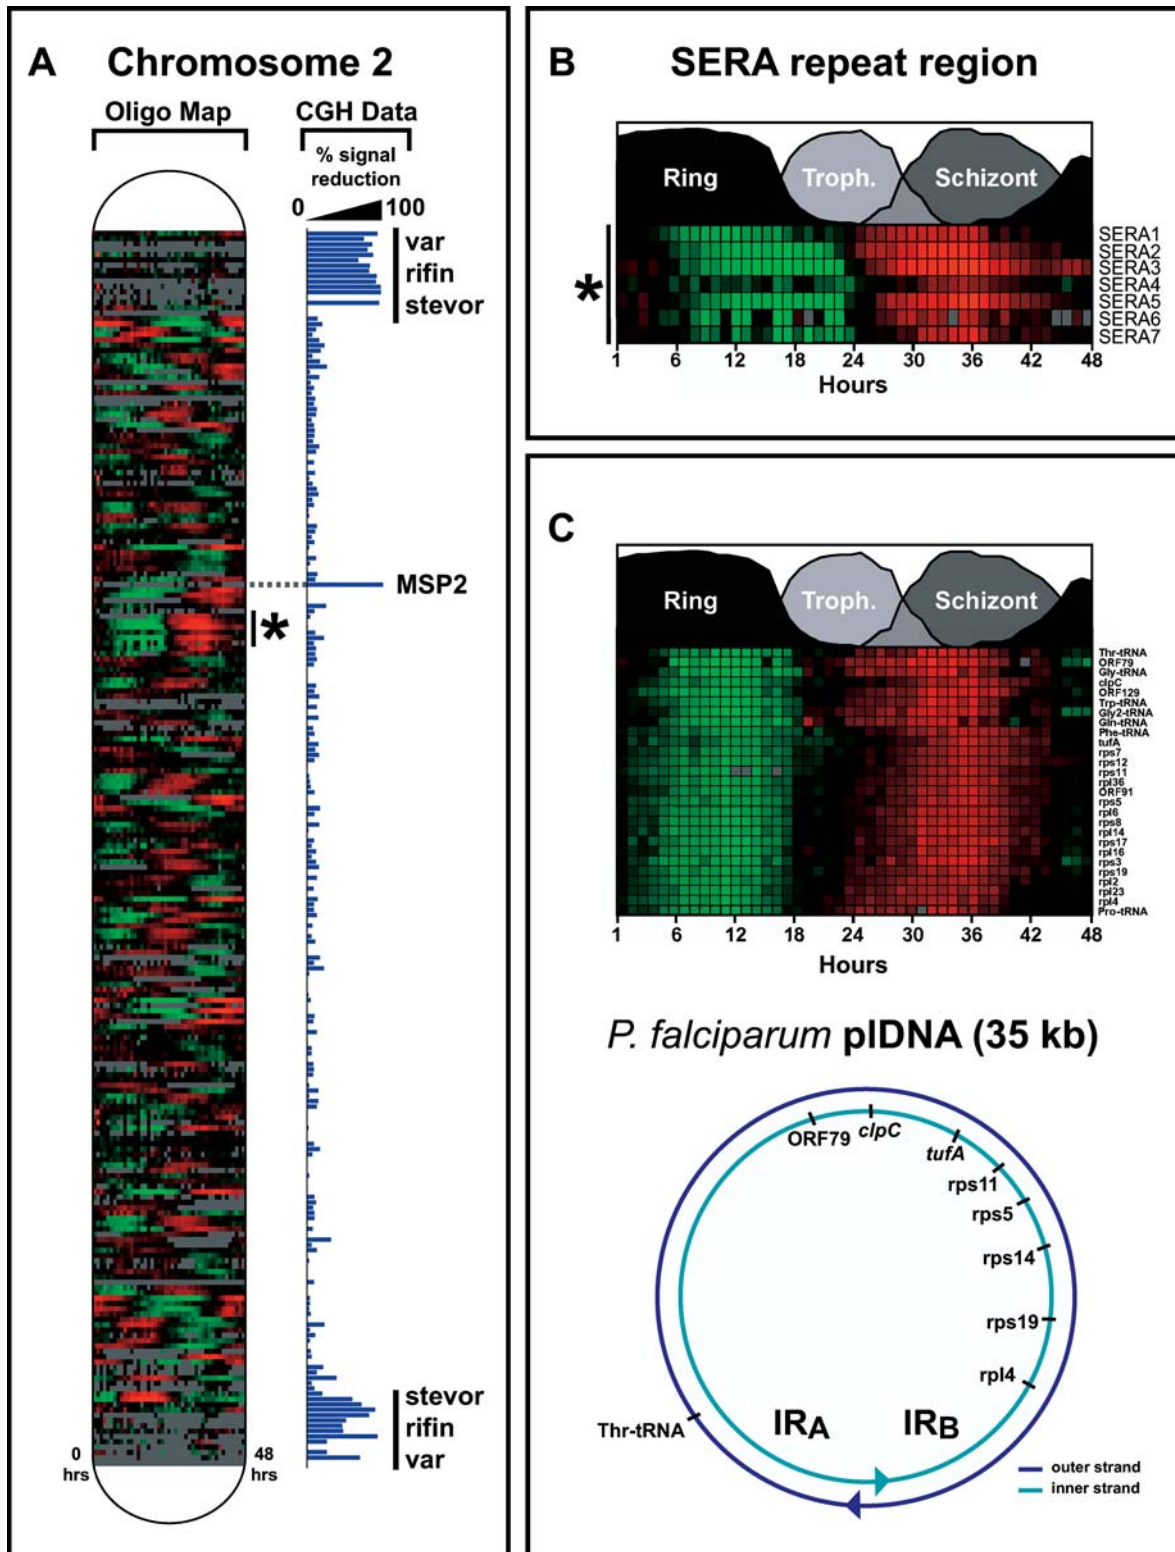 A
Chromosome 2
Oligo Map
CGH Data
% signal
reduction
0
100
var
rifin
stevor
MSP2
*
stevor
rifin
var
0
hrs
48
hrs
B
SERA repeat region
Ring
Troph.
Schizont
*
SERA1
SERA2
SERA3
SERA4
SERA5
SERA6
SERA7
1 6 12 18 24 30 36 42 48
Hours
C
Ring
Troph.
Schizont
Thr-tRNA
ORF79
Gly-tRNA
clpC
ORF129
Trp-tRNA
Gly2-tRNA
Gln-tRNA
Phe-tRNA
tufA
rps7
rps12
rps11
rpl36
ORF91
rps5
rpl6
rps8
rpl14
rps17
rpl16
rps3
rps19
rpl2
rpl23
rpl4
Pro-tRNA
1 6 12 18 24 30 36 42 48
Hours
P. falciparum plDNA (35 kb)
ORF79
clpC
tufA
rps11
rps5
rps14
rps19
rpl4
Thr-tRNA
IRA
IRB
outer strand
inner strand